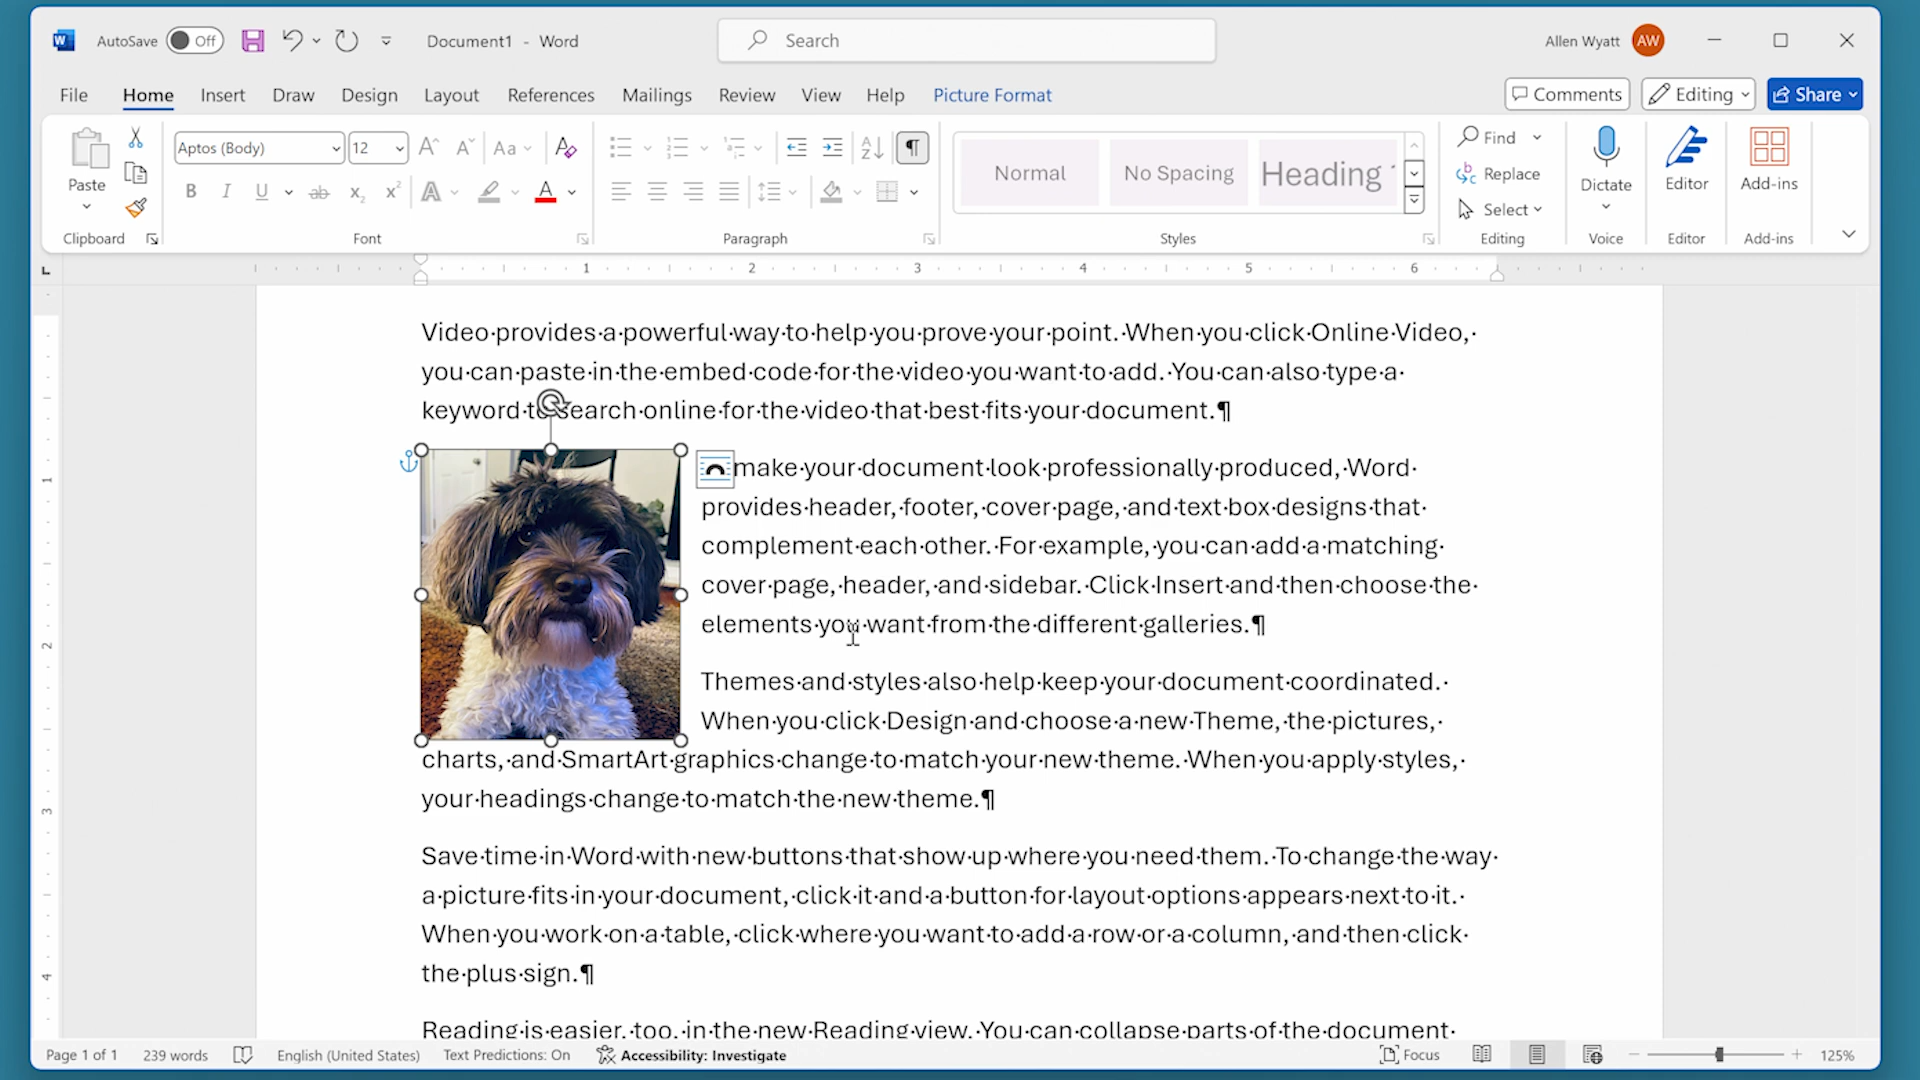 AutoSave Off Document1 - Word Search Allen Wyatt AW
File Home Insert Draw Design Layout References Mailings Review View Help Picture Format Comments Editing Share
Paste Aptos (Body) 12 Normal No Spacing Heading Find Replace Select Dictate Editor Add-ins
Clipboard Font Paragraph Styles Editing Voice Editor Add-ins
1 2 3 4 5 6
Video·provides·a·powerful·way·to·help·you·prove·your·point.·When·you·click·Online·Video,·
you·can·paste·in·the·embed·code·for·the·video·you·want·to·add.·You·can·also·type·a·
keyword·to·search·online·for·the·video·that·best·fits·your·document.¶
make·your·document·look·professionally·produced,·Word·
provides·header,·footer,·cover·page,·and·text·box·designs·that·
complement·each·other.·For·example,·you·can·add·a·matching·
cover·page,·header,·and·sidebar.·Click·Insert·and·then·choose·the·
elements·you·want·from·the·different·galleries.¶
Themes·and·styles·also·help·keep·your·document·coordinated.·
When·you·click·Design·and·choose·a·new·Theme,·the·pictures,·
charts,·and·SmartArt·graphics·change·to·match·your·new·theme.·When·you·apply·styles,·
your·headings·change·to·match·the·new·theme.¶
Save·time·in·Word·with·new·buttons·that·show·up·where·you·need·them.·To·change·the·way·
a·picture·fits·in·your·document,·click·it·and·a·button·for·layout·options·appears·next·to·it.·
When·you·work·on·a·table,·click·where·you·want·to·add·a·row·or·a·column,·and·then·click·
the·plus·sign.¶
Reading·is·easier,·too,·in·the·new·Reading·view.·You·can·collapse·parts·of·the·document·
1
2
3
4
Page 1 of 1 239 words English (United States) Text Predictions: On Accessibility: Investigate Focus 125%